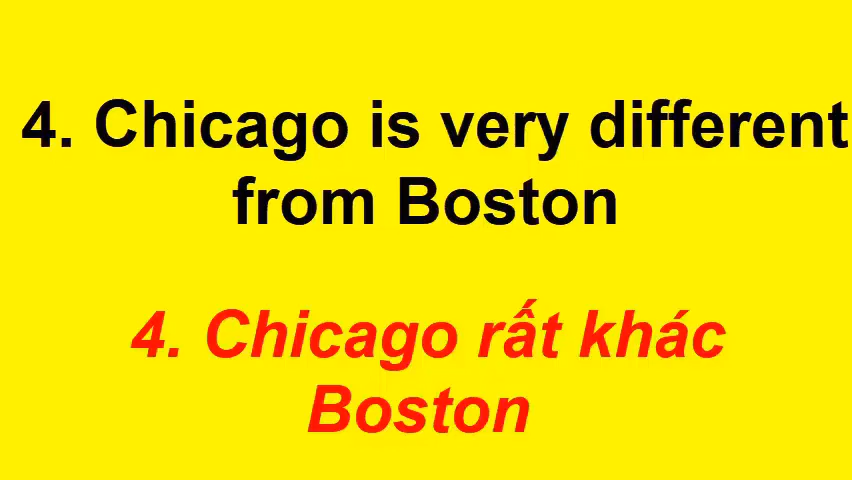 4. Chicago is very different
from Boston
4. Chicago rất khác
Boston